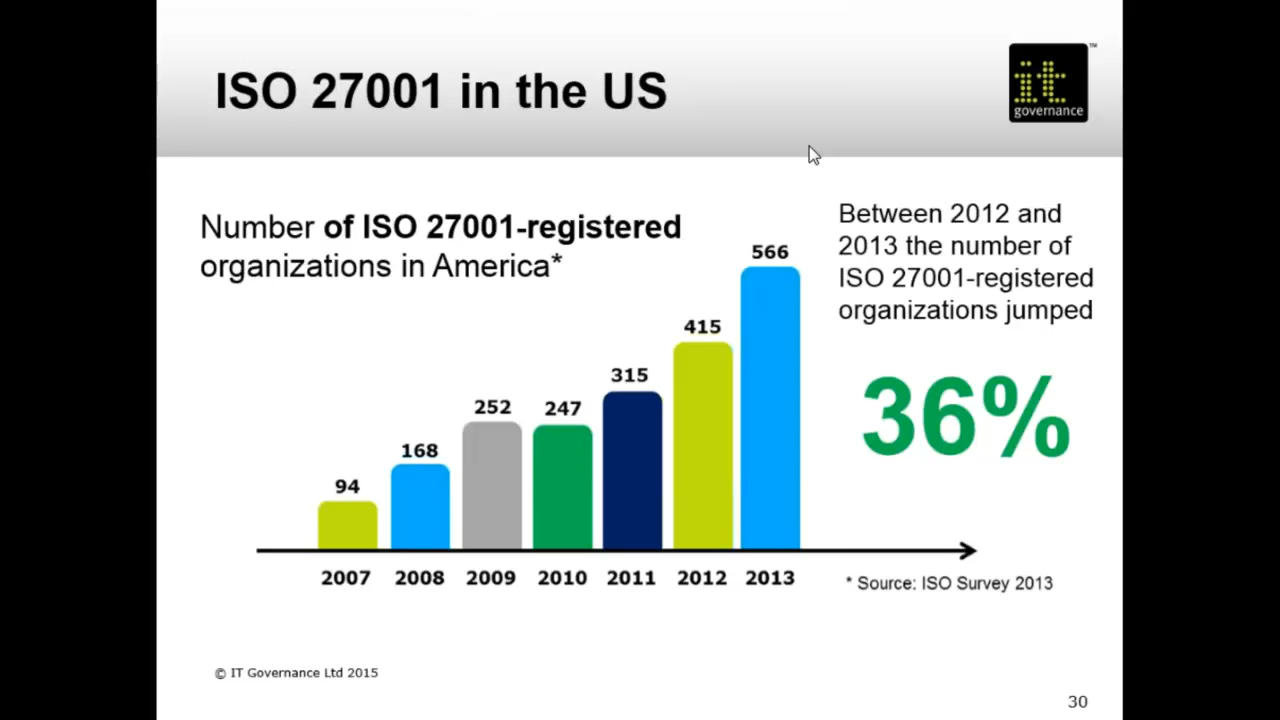 ISO 27001 in the US
it
governance
TM
Number of ISO 27001-registered
organizations in America*
Between 2012 and
2013 the number of
ISO 27001-registered
organizations jumped
36%
94
168
252
247
315
415
566
2007 2008 2009 2010 2011 2012 2013
* Source: ISO Survey 2013
© IT Governance Ltd 2015
30